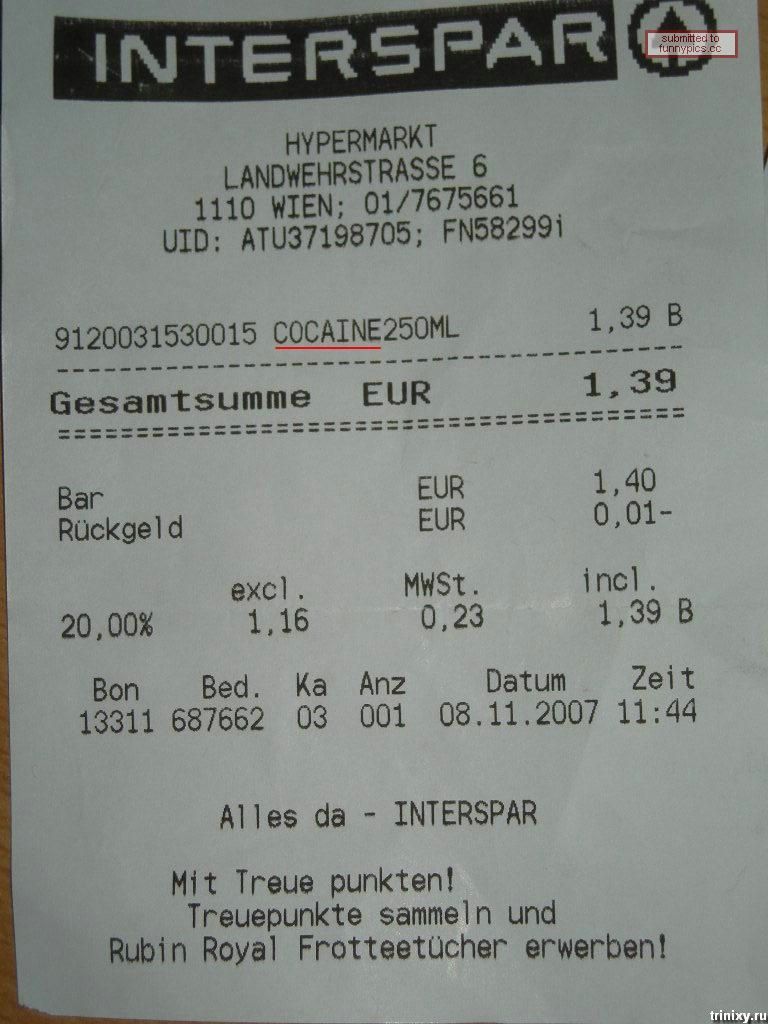 INTERSPAR
submitted to
funnypics.cc
HYPERMARKT
LANDWEHRSTRASSE 6
1110 WIEN; 01/7675661
UID: ATU37198705; FN58299i
9120031530015 COCAINE250ML 1,39 B
Gesamtsumme EUR 1,39
Bar EUR 1,40
Rückgeld EUR 0,01-
excl. MWSt. incl.
20,00% 1,16 0,23 1,39 B
Bon Bed. Ka Anz Datum Zeit
13311 687662 03 001 08.11.2007 11:44
Alles da - INTERSPAR
Mit Treue punkten!
Treuepunkte sammeln und
Rubin Royal Frotteetücher erwerben!
trinixy.ru